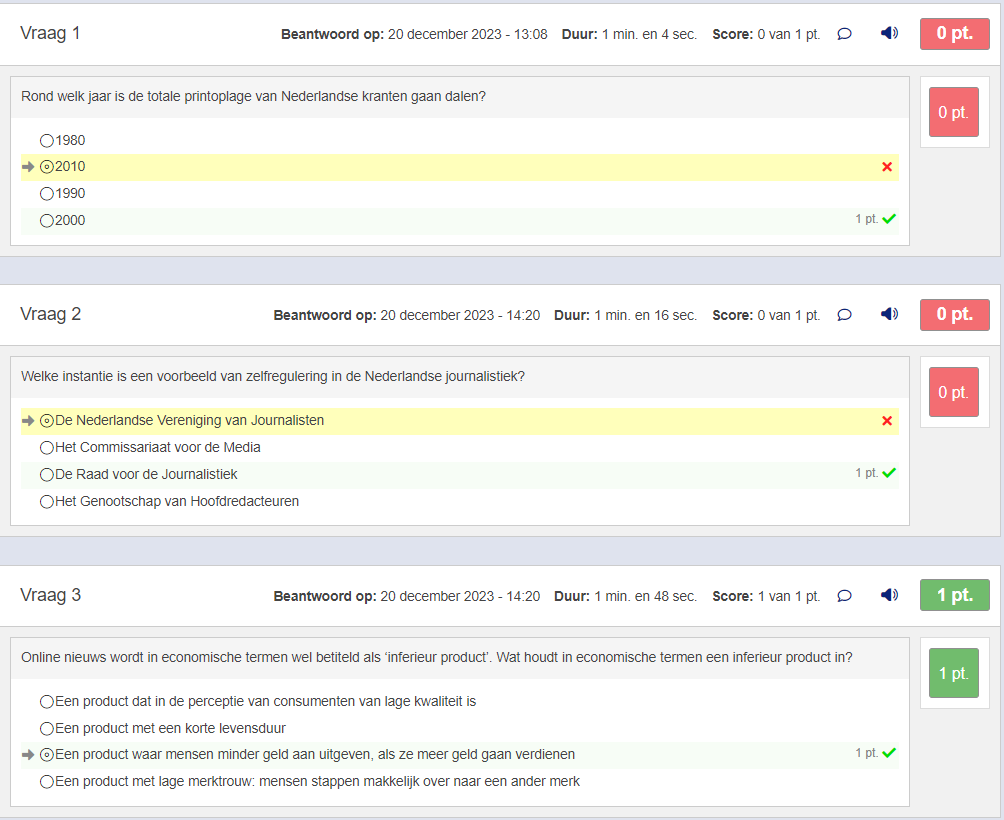 Vraag 1
Beantwoord op: 20 december 2023 - 13:08 Duur: 1 min. en 4 sec. Score: 0 van 1 pt. 0 pt.
Rond welk jaar is de totale printoplage van Nederlandse kranten gaan dalen?
0 pt.
1980
2010
1990
2000 1 pt.
Vraag 2
Beantwoord op: 20 december 2023 - 14:20 Duur: 1 min. en 16 sec. Score: 0 van 1 pt. 0 pt.
Welke instantie is een voorbeeld van zelfregulering in de Nederlandse journalistiek?
0 pt.
De Nederlandse Vereniging van Journalisten
Het Commissariaat voor de Media
De Raad voor de Journalistiek 1 pt.
Het Genootschap van Hoofdredacteuren
Vraag 3
Beantwoord op: 20 december 2023 - 14:20 Duur: 1 min. en 48 sec. Score: 1 van 1 pt. 1 pt.
Online nieuws wordt in economische termen wel betiteld als ‘inferieur product’. Wat houdt in economische termen een inferieur product in?
1 pt.
Een product dat in de perceptie van consumenten van lage kwaliteit is
Een product met een korte levensduur
Een product waar mensen minder geld aan uitgeven, als ze meer geld gaan verdienen 1 pt.
Een product met lage merktrouw: mensen stappen makkelijk over naar een ander merk